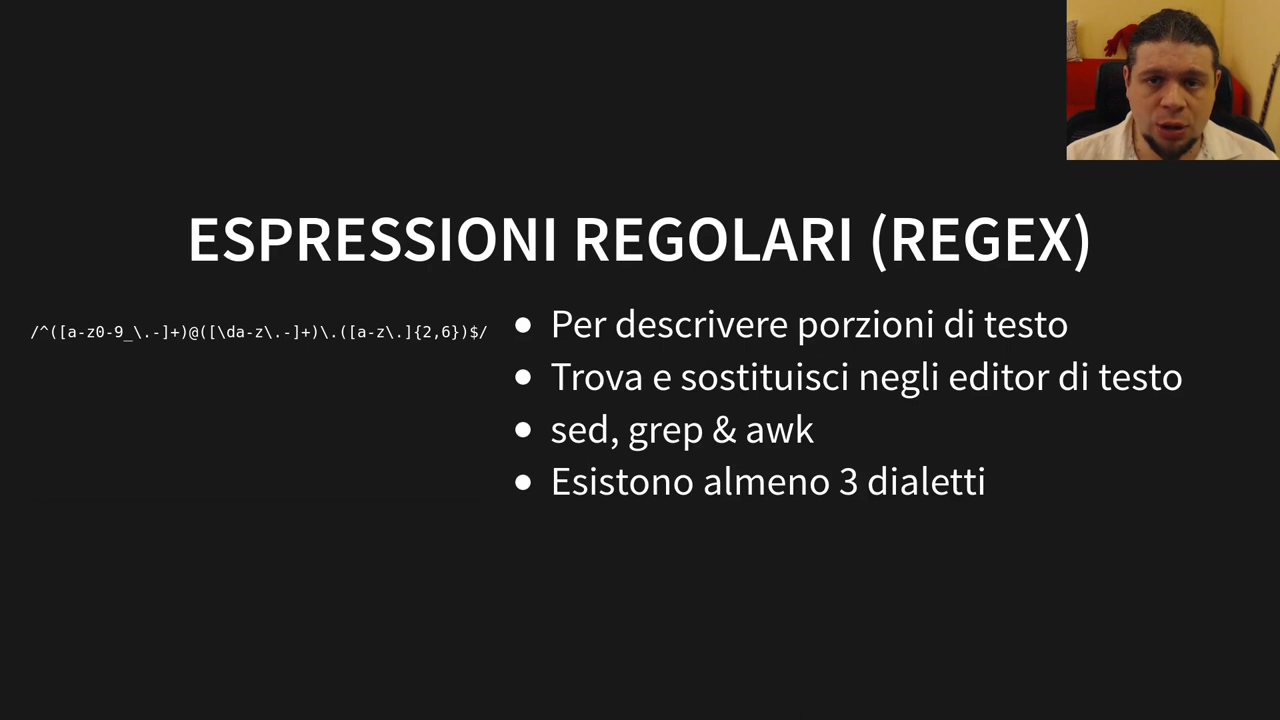 ESPRESSIONI REGOLARI (REGEX)
/^([a-z0-9_\.-]+)@([\da-z\.-]+)\.([a-z\.]{2,6})$/
Per descrivere porzioni di testo
Trova e sostituisci negli editor di testo
sed, grep & awk
Esistono almeno 3 dialetti